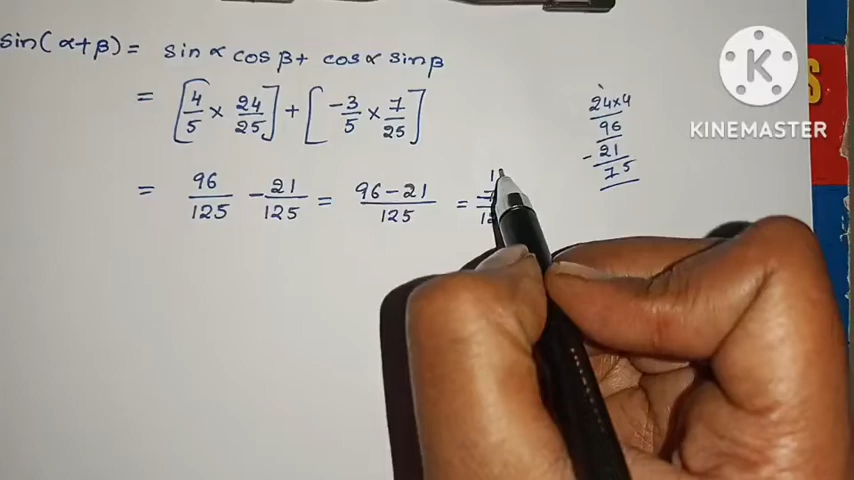 sin(α+β) = sin α cos β + cos α sin β
= [4/5 × 24/25] + [-3/5 × 7/25]
= 96/125 - 21/125 = 96-21/125 =
24×4
96
- 21
75
K
KINEMASTER